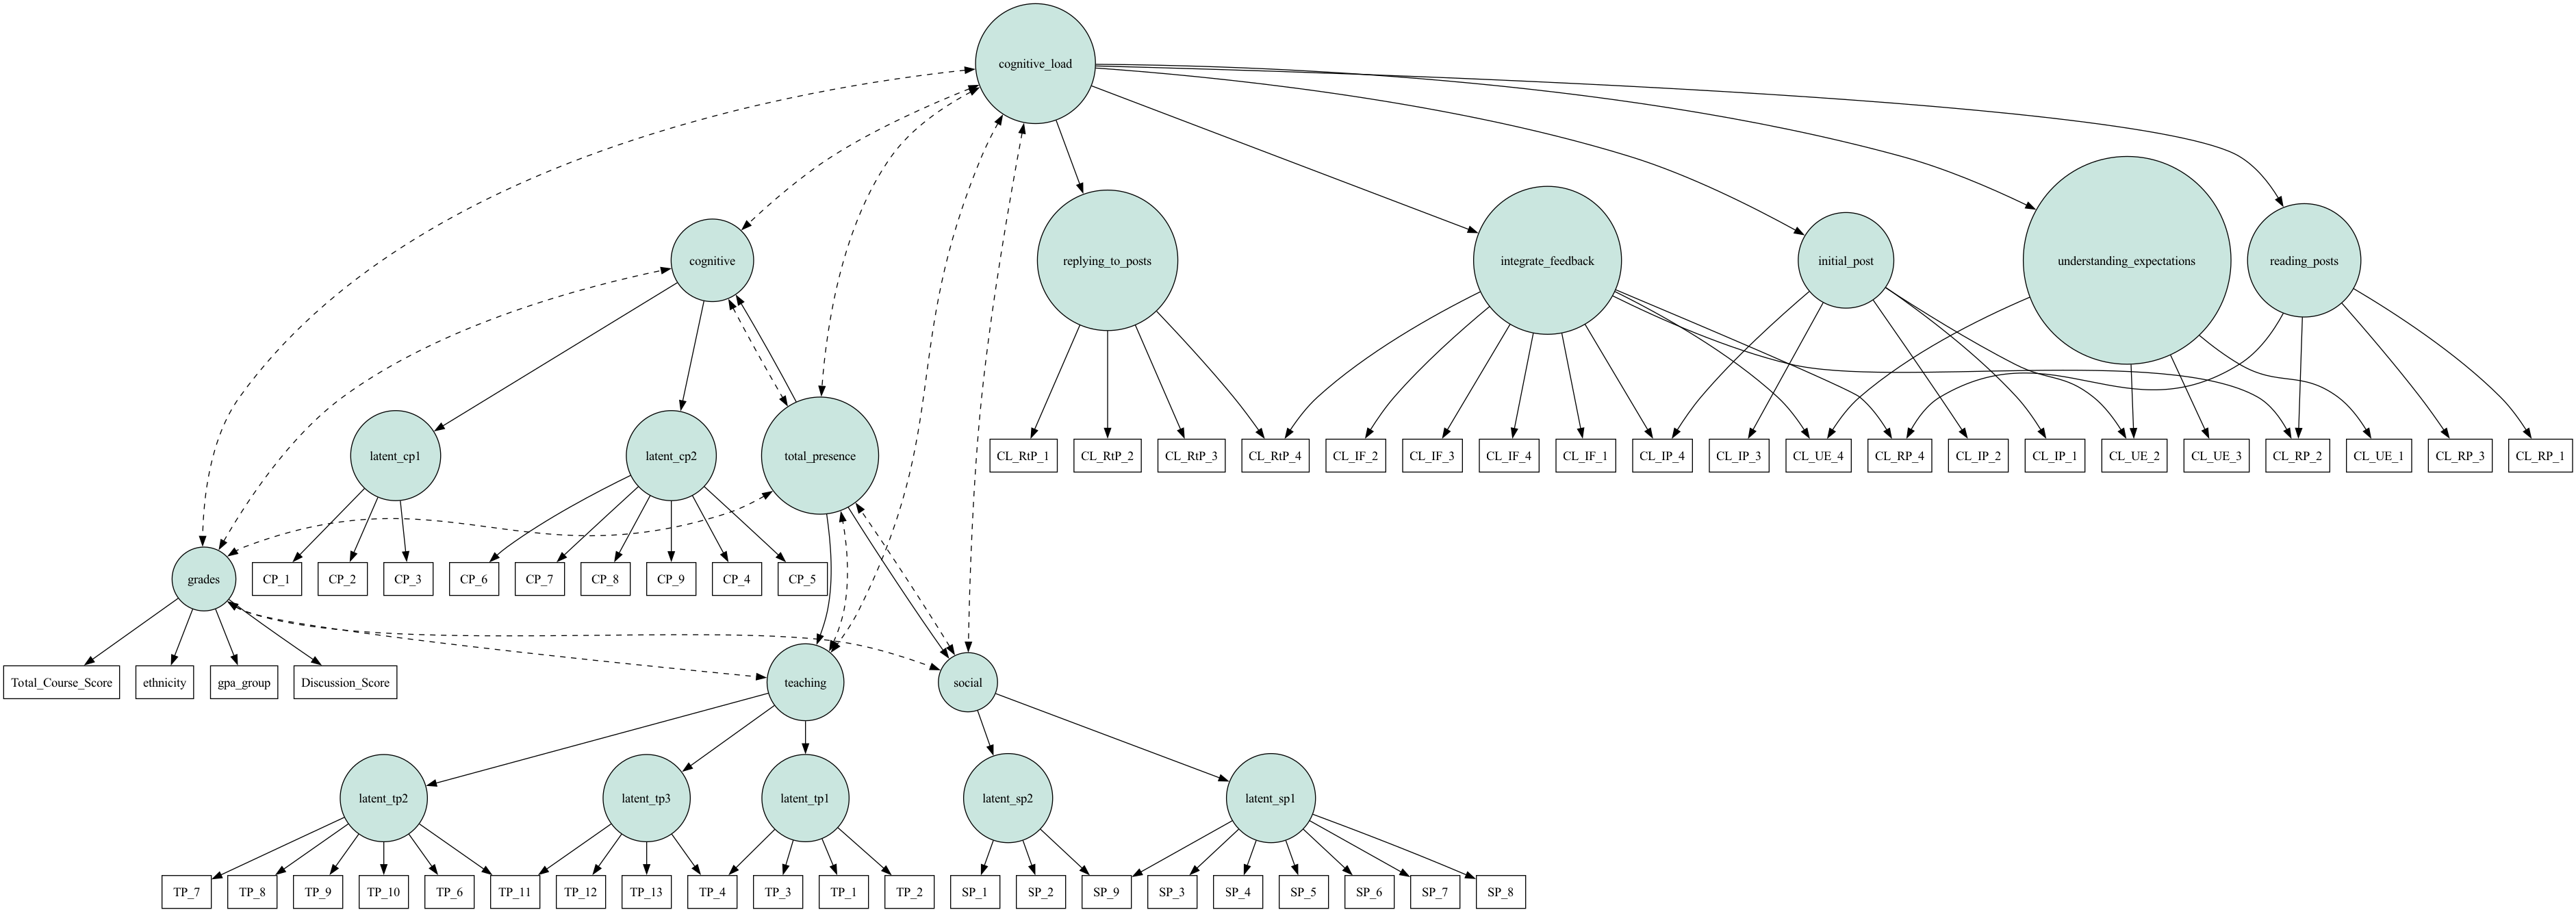 cognitive_load
cognitive
replying_to_posts
integrate_feedback
initial_post
understanding_expectations
reading_posts
latent_cp1
latent_cp2
total_presence
CL_RtP_1
CL_RtP_2
CL_RtP_3
CL_RtP_4
CL_IF_2
CL_IF_3
CL_IF_4
CL_IF_1
CL_IP_4
CL_IP_3
CL_UE_4
CL_RP_4
CL_IP_2
CL_IP_1
CL_UE_2
CL_UE_3
CL_RP_2
CL_UE_1
CL_RP_3
CL_RP_1
grades
CP_1
CP_2
CP_3
CP_6
CP_7
CP_8
CP_9
CP_4
CP_5
Total_Course_Score
ethnicity
gpa_group
Discussion_Score
teaching
social
latent_tp2
latent_tp3
latent_tp1
latent_sp2
latent_sp1
TP_7
TP_8
TP_9
TP_10
TP_6
TP_11
TP_12
TP_13
TP_4
TP_3
TP_1
TP_2
SP_1
SP_2
SP_9
SP_3
SP_4
SP_5
SP_6
SP_7
SP_8